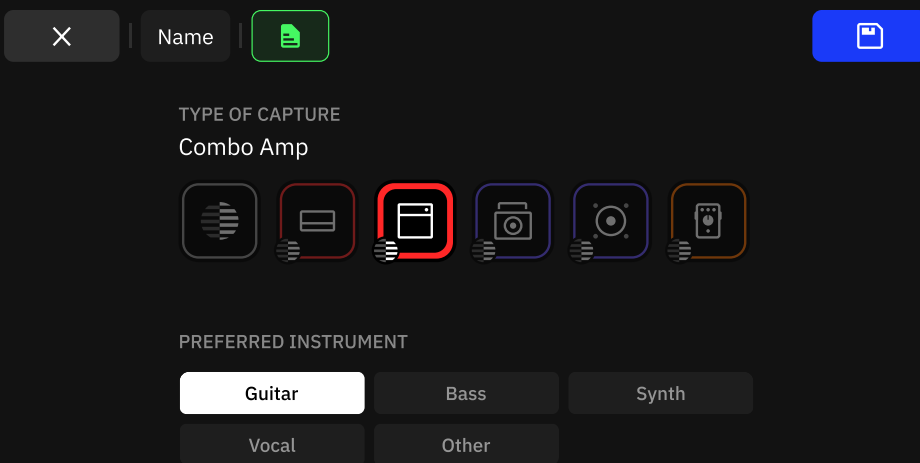 Name
TYPE OF CAPTURE
Combo Amp
PREFERRED INSTRUMENT
Guitar Bass Synth
Vocal Other